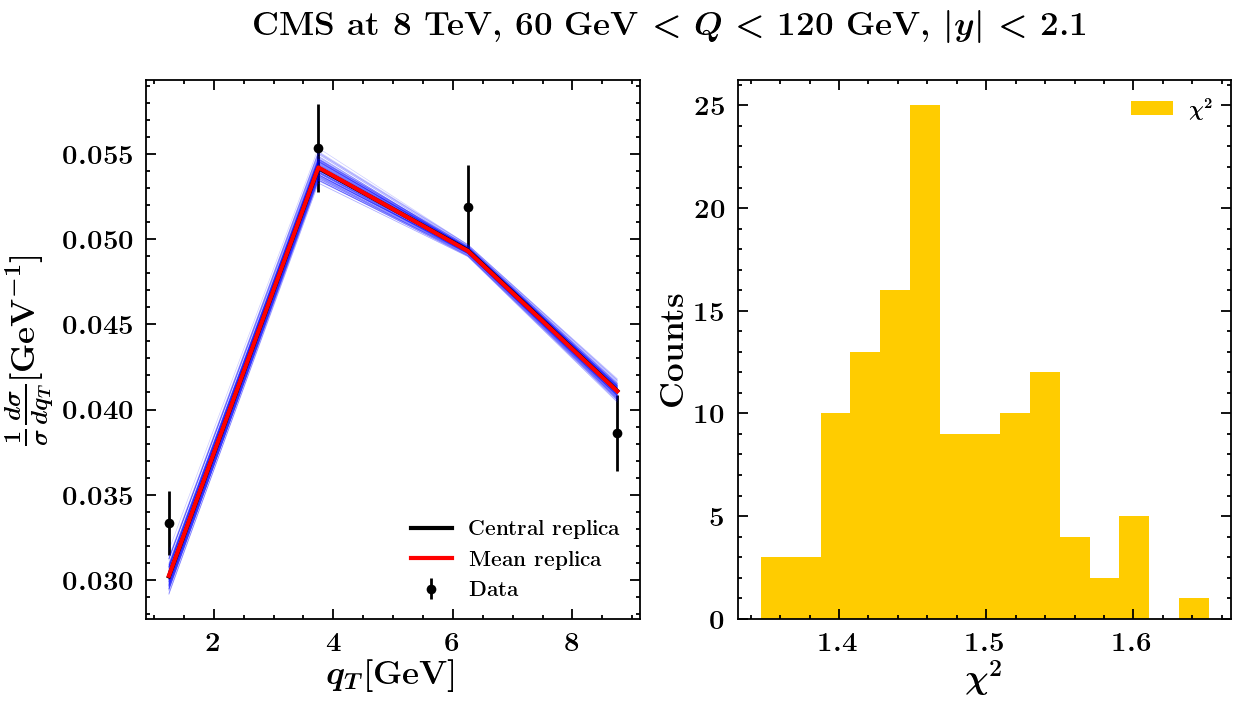 CMS at 8 TeV, 60 GeV < Q < 120 GeV, |y| < 2.1
0.055
0.050
0.045
0.040
0.035
0.030
1/σ dσ/dq_T [GeV⁻¹]
Central replica
Mean replica
Data
2 4 6 8
q_T[GeV]
25
20
15
10
5
0
Counts
χ²
1.4 1.5 1.6
χ²